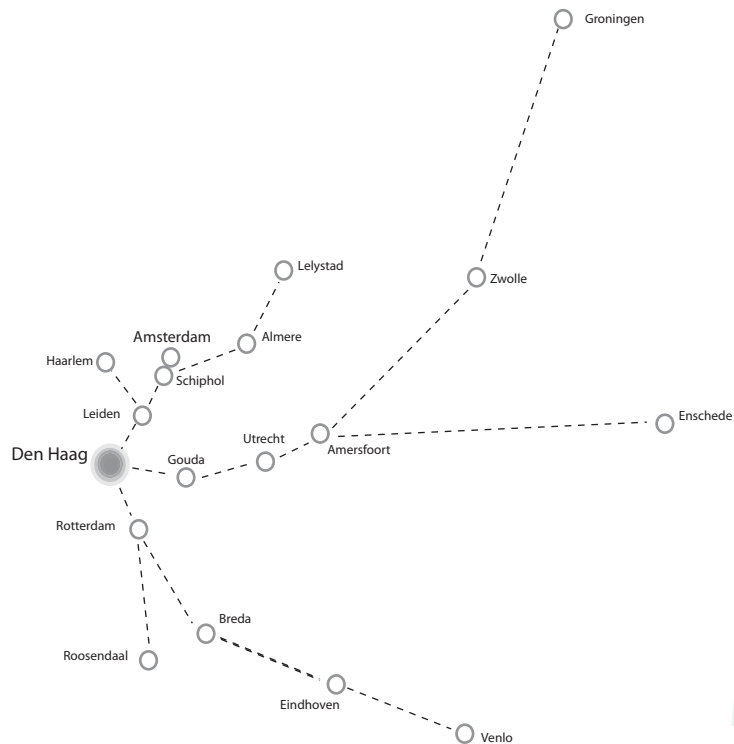 Groningen
Lelystad
Zwolle
Amsterdam
Almere
Haarlem
Schiphol
Leiden
Enschede
Utrecht
Amersfoort
Den Haag
Gouda
Rotterdam
Breda
Roosendaal
Eindhoven
Venlo